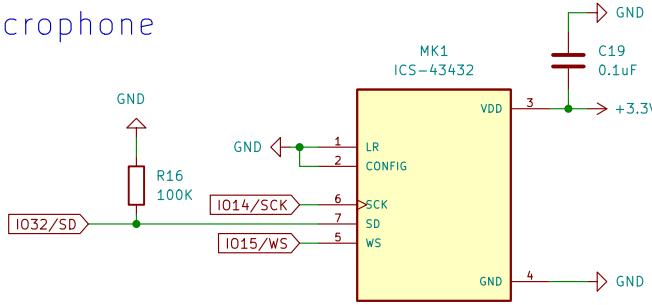 crophone
GND
MK1
ICS-43432
C19
0.1uF
GND
VDD
3
+3.3V
GND
1
LR
2
CONFIG
R16
100K
IO14/SCK
6
SCK
IO32/SD
7
SD
IO15/WS
5
WS
GND
4
GND